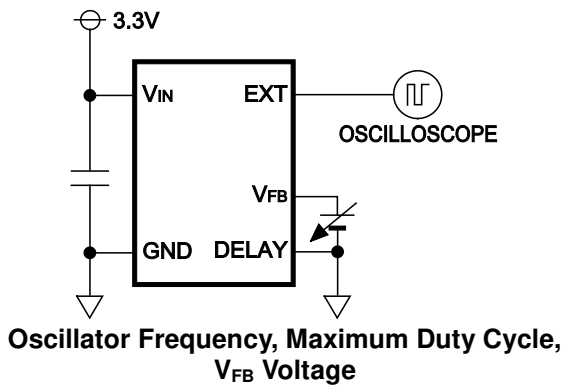 3.3V
VIN EXT
OSCILLOSCOPE
VFB
GND DELAY
Oscillator Frequency, Maximum Duty Cycle,
VFB Voltage